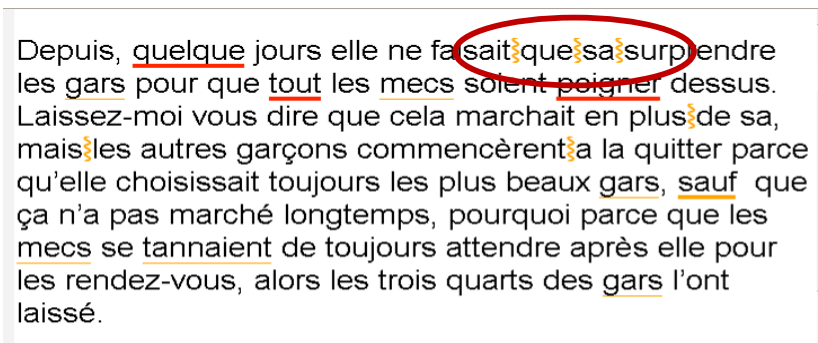 Depuis, quelque jours elle ne faisait que sa surprendre
les gars pour que tout les mecs soient peigner dessus.
Laissez-moi vous dire que cela marchait en plus de sa,
mais les autres garçons commencèrent a la quitter parce
qu'elle choisissait toujours les plus beaux gars, sauf que
ça n'a pas marché longtemps, pourquoi parce que les
mecs se tannaient de toujours attendre après elle pour
les rendez-vous, alors les trois quarts des gars l'ont
laissé.